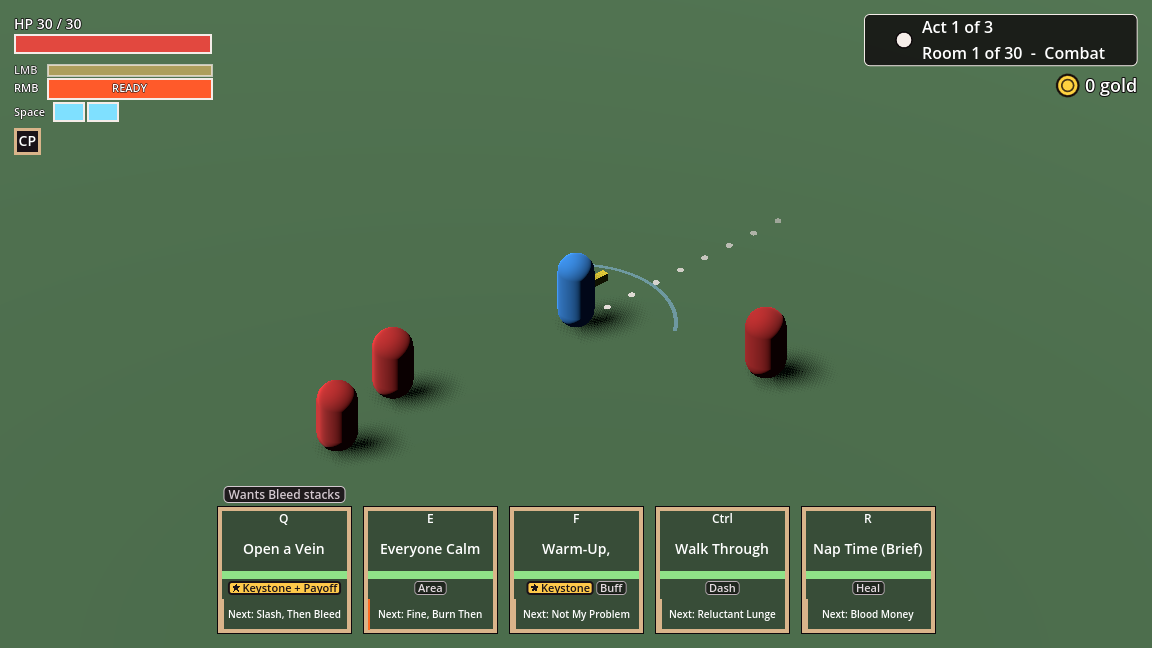 HP 30 / 30
LMB
RMB READY
Space
CP
Act 1 of 3
Room 1 of 30 - Combat
0 gold
Wants Bleed stacks
Q
Open a Vein
★ Keystone + Payoff
Next: Slash, Then Bleed
E
Everyone Calm
Area
Next: Fine, Burn Then
F
Warm-Up,
★ Keystone Buff
Next: Not My Problem
Ctrl
Walk Through
Dash
Next: Reluctant Lunge
R
Nap Time (Brief)
Heal
Next: Blood Money